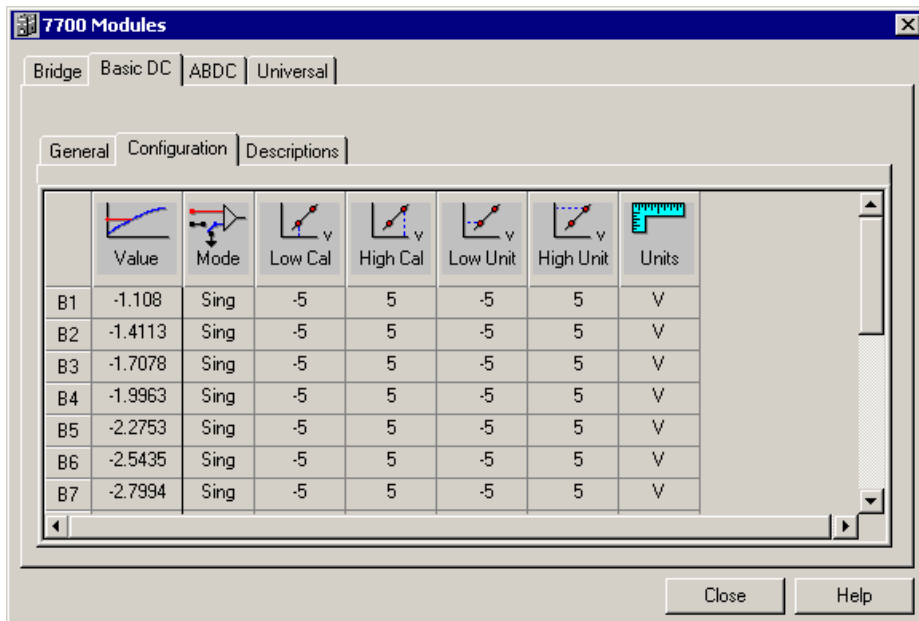 7700 Modules
Bridge Basic DC ABDC Universal
General Configuration Descriptions
V V V V
Value Mode Low Cal High Cal Low Unit High Unit Units
B1 -1.108 Sing -5 5 -5 5 V
B2 -1.4113 Sing -5 5 -5 5 V
B3 -1.7078 Sing -5 5 -5 5 V
B4 -1.9963 Sing -5 5 -5 5 V
B5 -2.2753 Sing -5 5 -5 5 V
B6 -2.5435 Sing -5 5 -5 5 V
B7 -2.7994 Sing -5 5 -5 5 V
Close Help